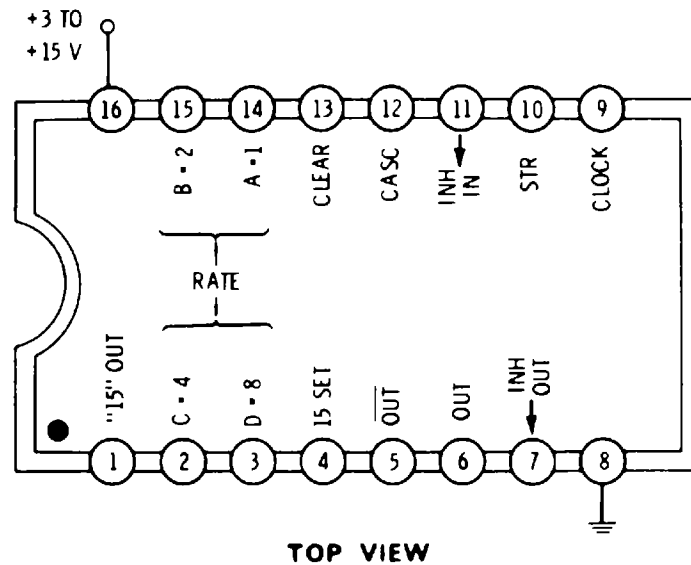 +3 TO
+15 V
16 15 14 13 12 11 10 9
B = 2
A = 1
CLEAR
CASC
INH
IN
STR
CLOCK
RATE
"15" OUT
C = 4
D = 8
15 SET
O̅U̅T̅
OUT
INH
OUT
1 2 3 4 5 6 7 8
TOP VIEW